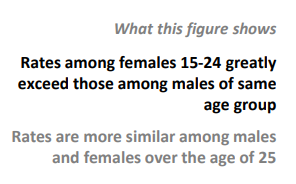 What this figure shows
Rates among females 15-24 greatly
exceed those among males of same
age group
Rates are more similar among males
and females over the age of 25